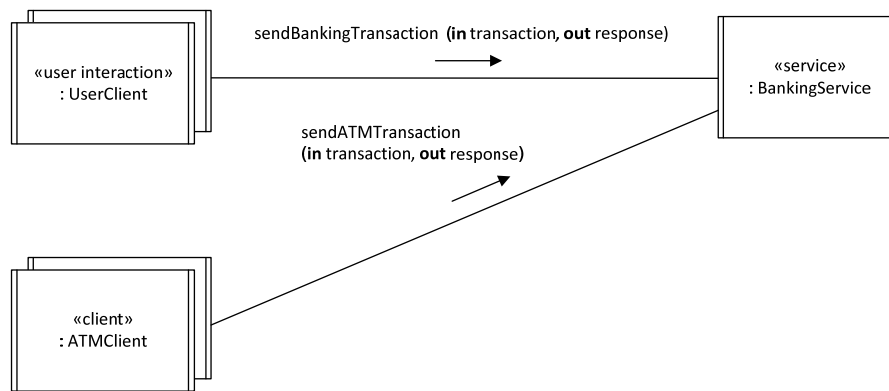 sendBankingTransaction (in transaction, out response)
«user interaction»
: UserClient
«service»
: BankingService
sendATMTransaction
(in transaction, out response)
«client»
: ATMClient